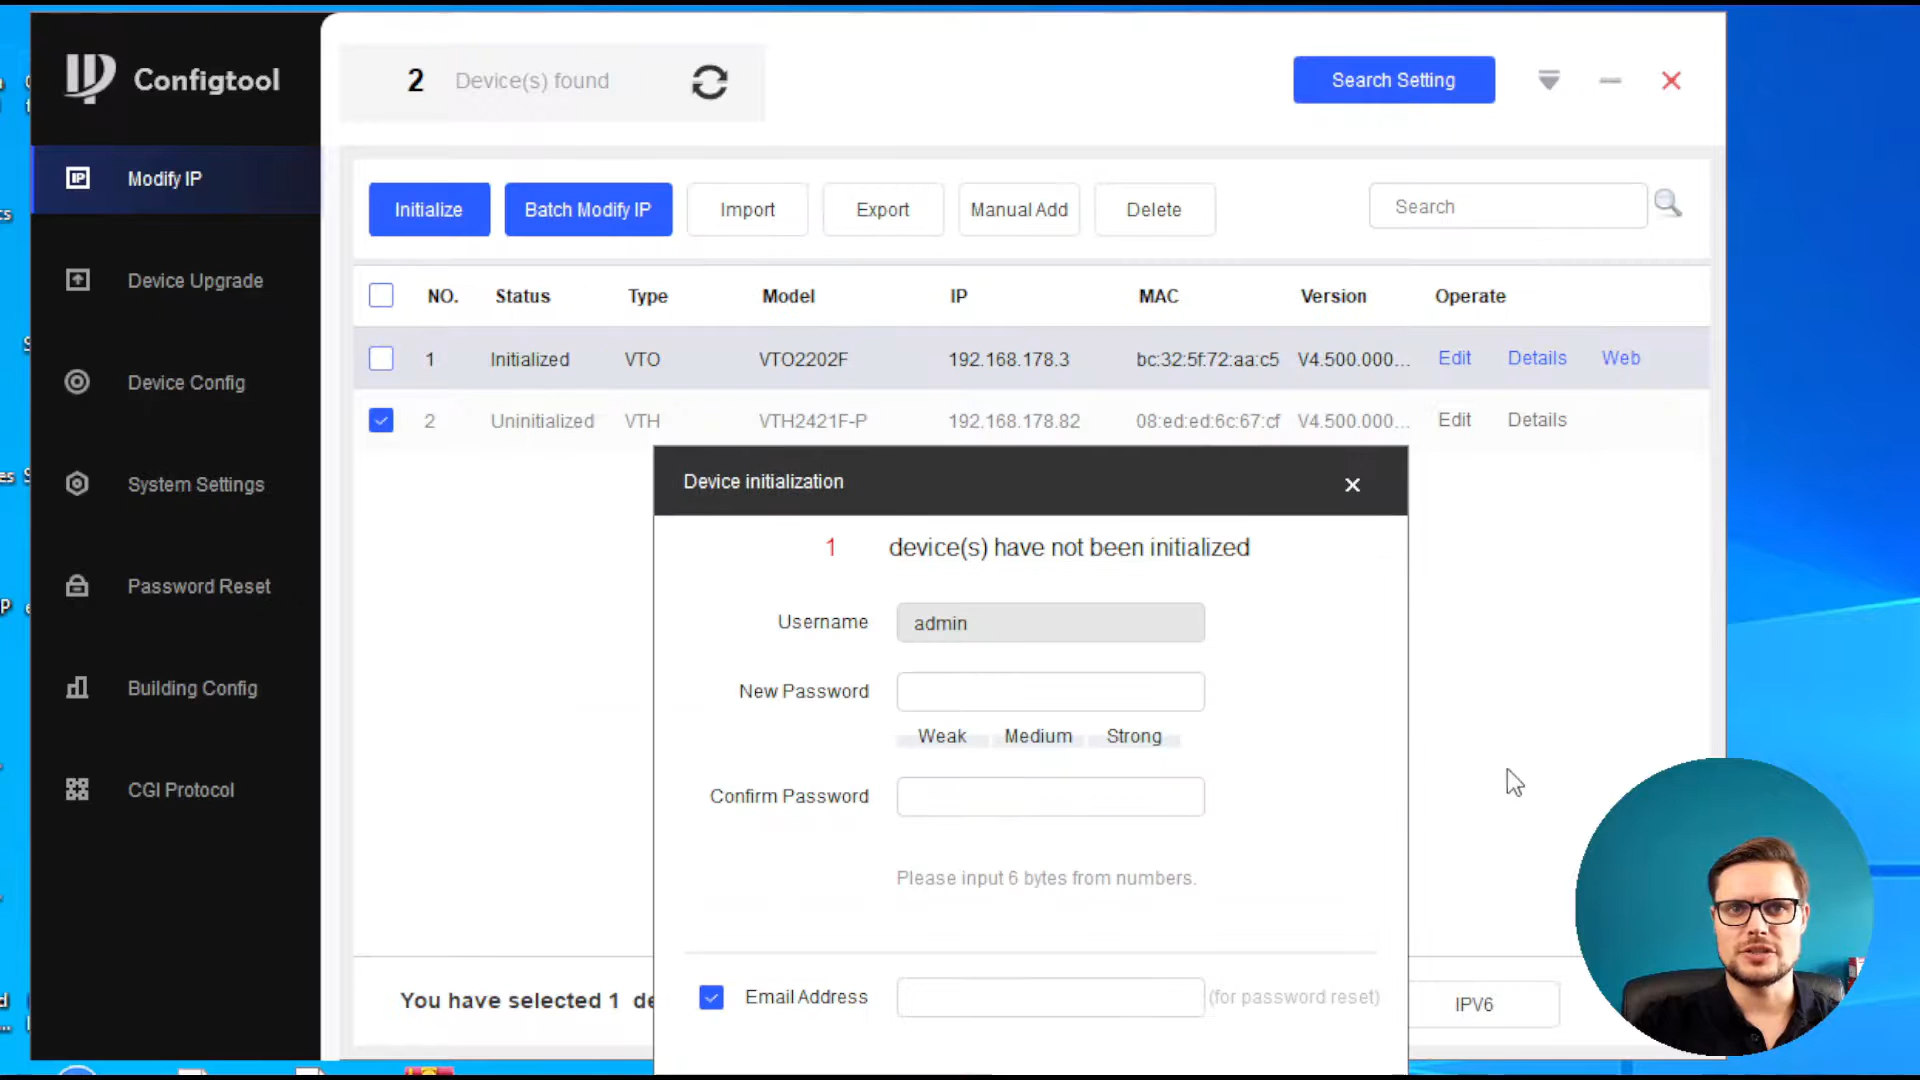 Configtool
2 Device(s) found
Search Setting
Modify IP
Device Upgrade
Device Config
System Settings
Password Reset
Building Config
CGI Protocol
Initialize Batch Modify IP Import Export Manual Add Delete Search
NO. Status Type Model IP MAC Version Operate
1 Initialized VTO VTO2202F 192.168.178.3 bc:32:5f:72:aa:c5 V4.500.000... Edit Details Web
2 Uninitialized VTH VTH2421F-P 192.168.178.82 08:ed:ed:6c:67:cf V4.500.000... Edit Details
Device initialization
1 device(s) have not been initialized
Username admin
New Password
Weak Medium Strong
Confirm Password
Please input 6 bytes from numbers.
Email Address (for password reset)
You have selected 1 de
IPV6